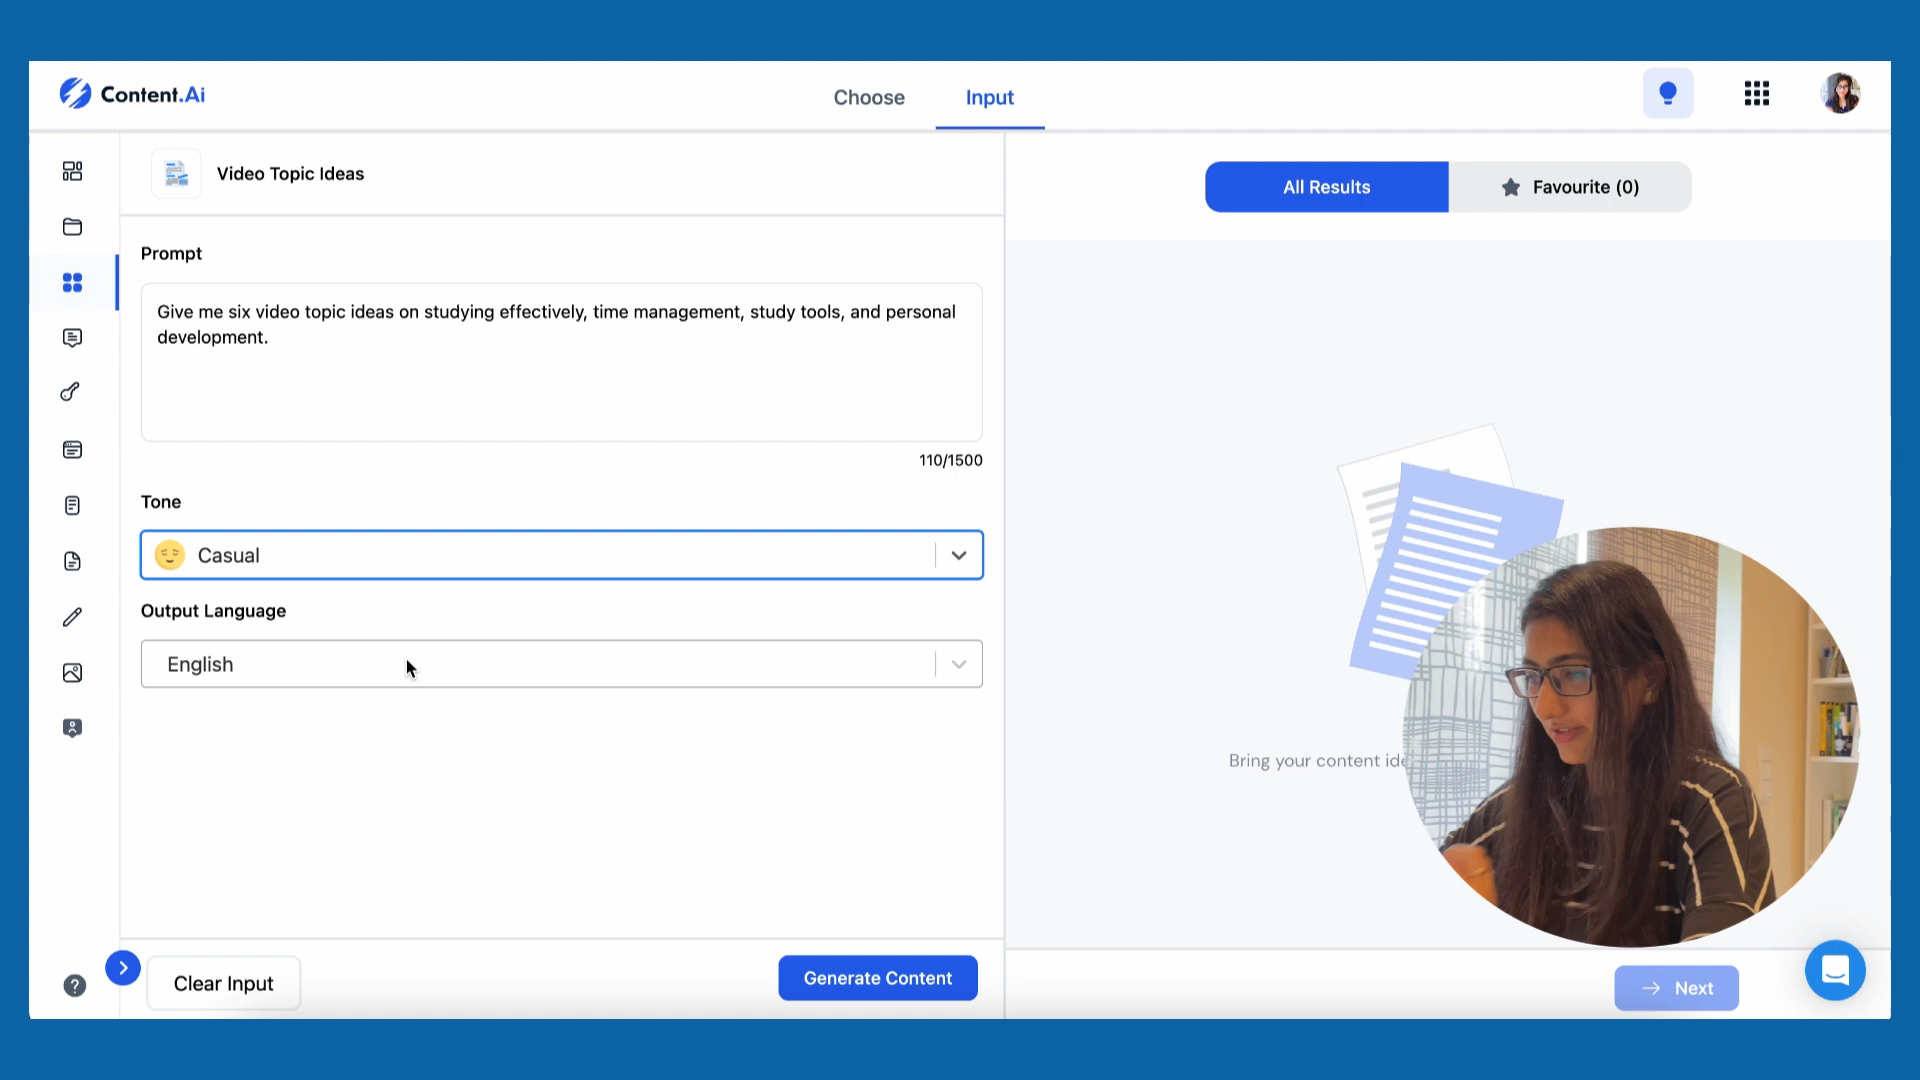 Content.Ai
Choose
Input
Video Topic Ideas
All Results
Favourite (0)
Prompt
Give me six video topic ideas on studying effectively, time management, study tools, and personal
development.
110/1500
Tone
Casual
Output Language
English
Bring your content
Clear Input
Generate Content
Next
?